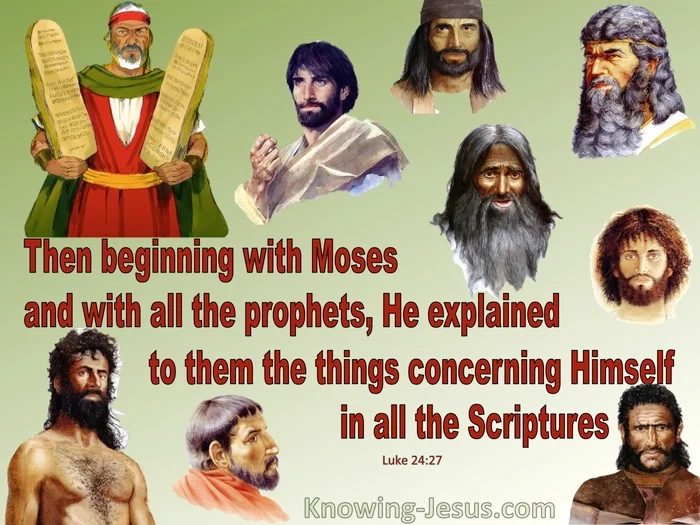 Then beginning with Moses
and with all the prophets, He explained
to them the things concerning Himself
in all the Scriptures
Luke 24:27
Knowing-Jesus.com